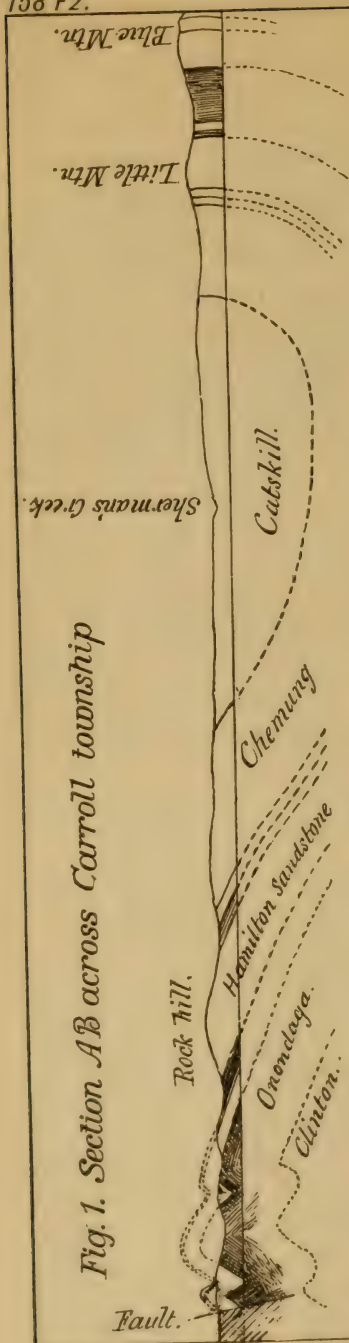 158 F2.
Fig. 1. Section AB across Carroll township
Blue Mtn.
Little Mtn.
Sherman's Creek.
Rock hill.
Fault.
Catskill.
Chemung
Hamilton Sandstone
Onondaga.
Clinton.